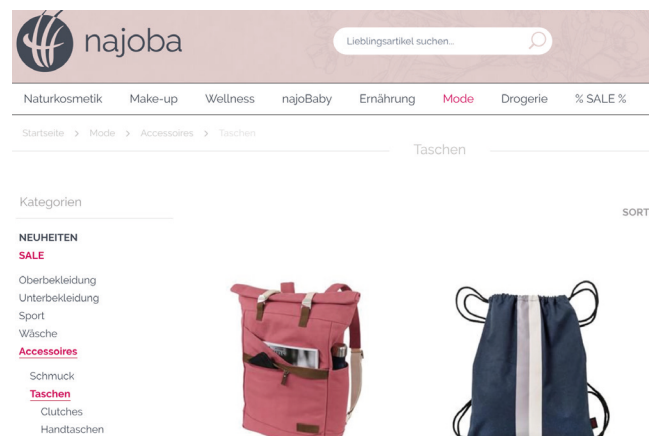 najoba
Lieblingsartikel suchen...
Naturkosmetik Make-up Wellness najoBaby Ernährung Mode Drogerie % SALE %
Startseite > Mode > Accessoires > Taschen
Taschen
Kategorien
SORT
NEUHEITEN
SALE
Oberbekleidung
Unterbekleidung
Sport
Wäsche
Accessoires
Schmuck
Taschen
Clutches
Handtaschen